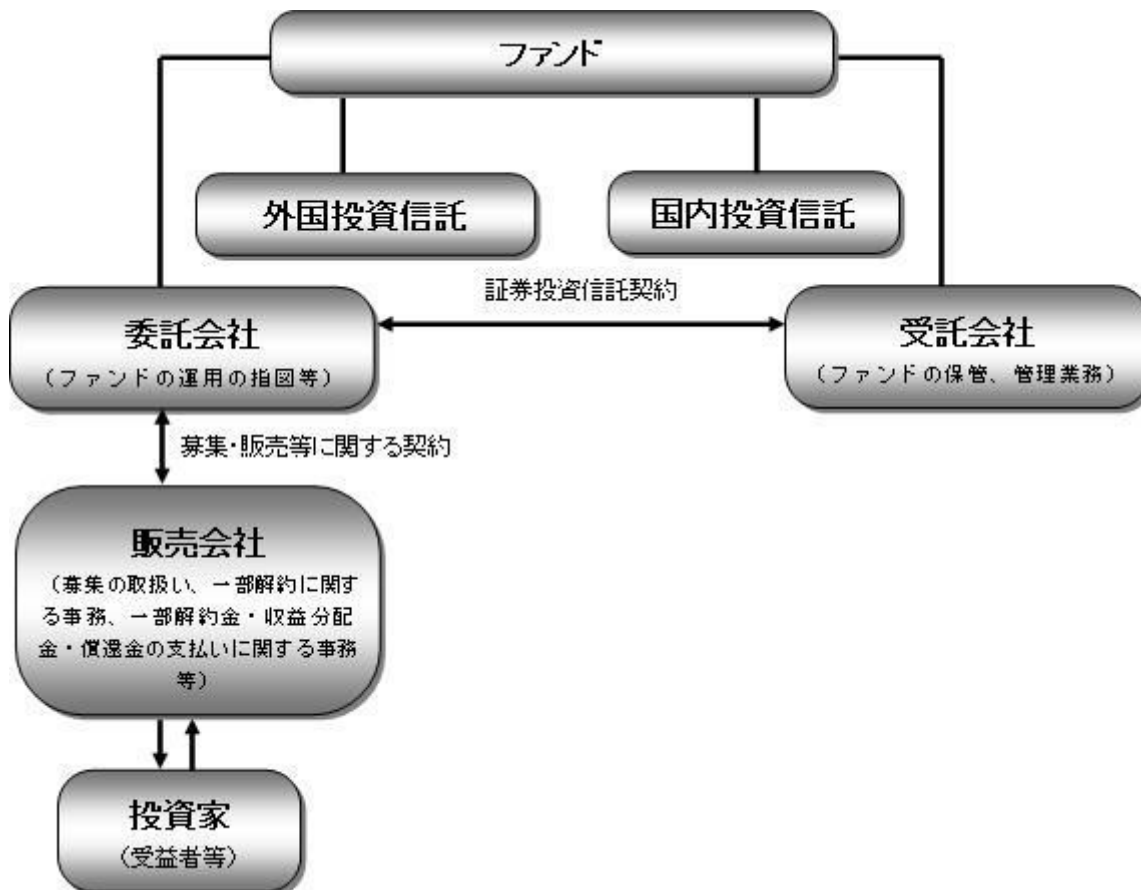 ファンド
外国投資信託
国内投資信託
証券投資信託契約
委託会社
（ファンドの運用の指図等）
受託会社
（ファンドの保管、管理業務）
募集・販売等に関する契約
販売会社
（募集の取扱い、一部解約に関す
る事務、一部解約金・収益分配
金・償還金の支払いに関する事務
等）
投資家
（受益者等）